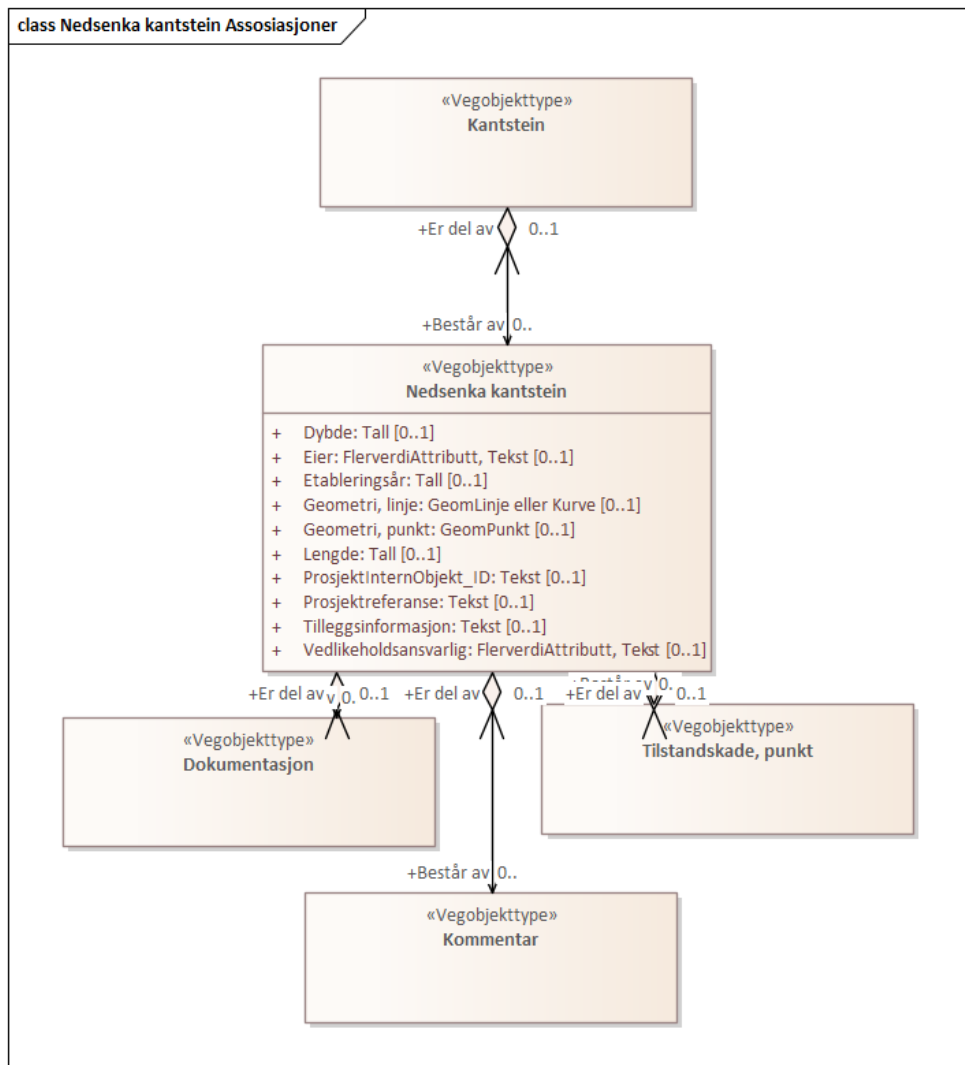 class Nedsenka kantstein Assosiasjoner
«Vegobjekttype»
Kantstein
+Er del av 0..1
+Består av 0..
«Vegobjekttype»
Nedsenka kantstein
+ Dybde: Tall [0..1]
+ Eier: FlerverdiAttributt, Tekst [0..1]
+ Etableringsår: Tall [0..1]
+ Geometri, linje: GeomLinje eller Kurve [0..1]
+ Geometri, punkt: GeomPunkt [0..1]
+ Lengde: Tall [0..1]
+ ProsjektInternObjekt_ID: Tekst [0..1]
+ Prosjektreferanse: Tekst [0..1]
+ Tilleggsinformasjon: Tekst [0..1]
+ Vedlikeholdsansvarlig: FlerverdiAttributt, Tekst [0..1]
+Er del av v 0. 0..1
+Er del av 0..1
+Består av 0.
+Er del av 0..1
«Vegobjekttype»
Dokumentasjon
«Vegobjekttype»
Tilstandskade, punkt
+Består av 0..
«Vegobjekttype»
Kommentar